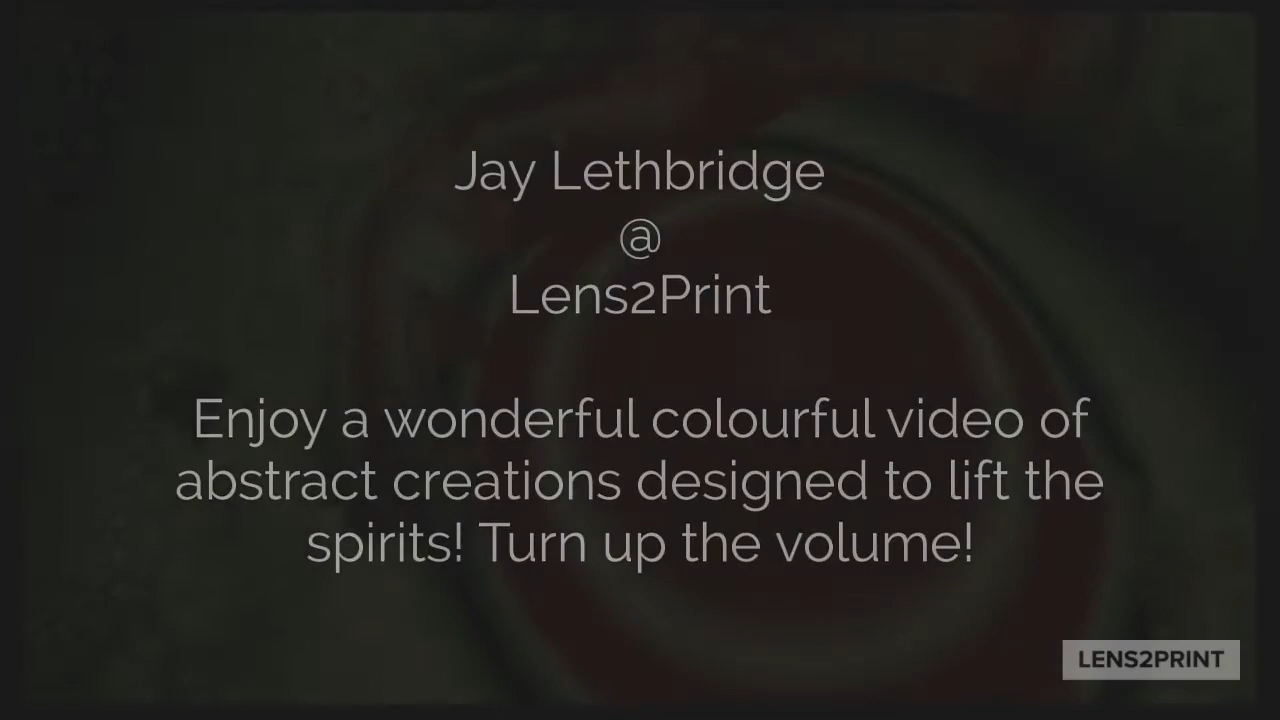 Jay Lethbridge
@
Lens2Print
Enjoy a wonderful colourful video of
abstract creations designed to lift the
spirits! Turn up the volume!
LENS2PRINT